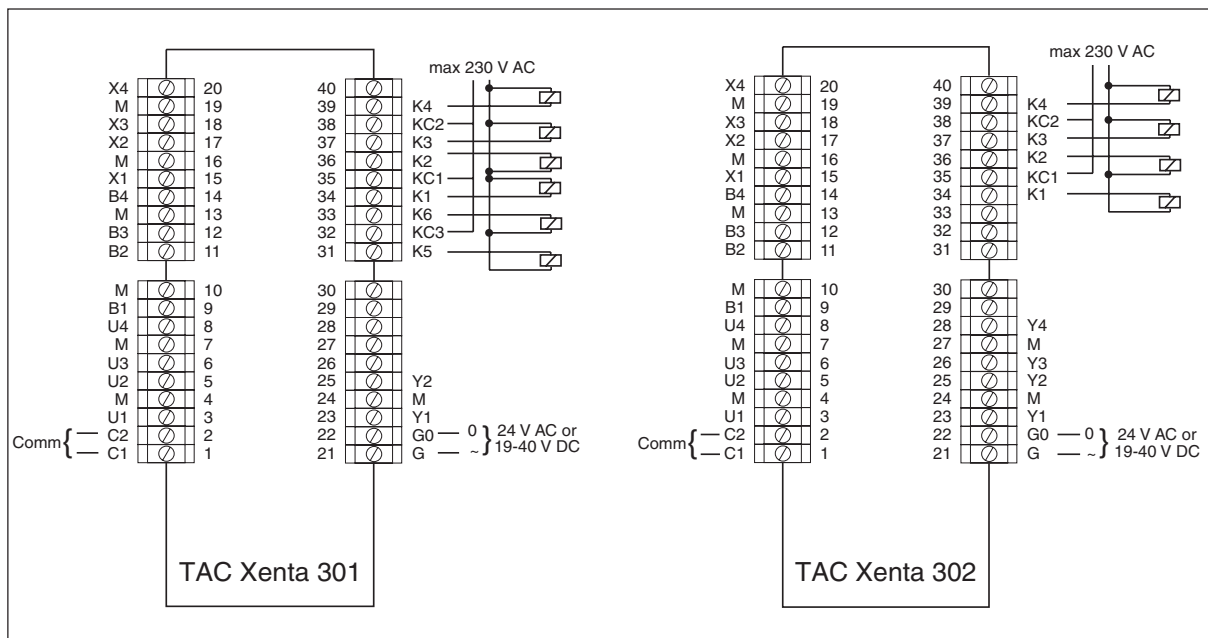 max 230 V AC
X4 20 40
M 19 39 K4
X3 18 38 KC2
X2 17 37 K3
M 16 36 K2
X1 15 35 KC1
B4 14 34 K1
M 13 33 K6
B3 12 32 KC3
B2 11 31 K5
M 10 30
B1 9 29
U4 8 28
M 7 27
U3 6 26
U2 5 25 Y2
M 4 24 M
U1 3 23 Y1
Comm { C2 2 22 G0 0 } 24 V AC or
C1 1 21 G ~ 19-40 V DC
TAC Xenta 301
max 230 V AC
X4 20 40
M 19 39 K4
X3 18 38 KC2
X2 17 37 K3
M 16 36 K2
X1 15 35 KC1
B4 14 34 K1
M 13 33
B3 12 32
B2 11 31
M 10 30
B1 9 29
U4 8 28 Y4
M 7 27 M
U3 6 26 Y3
U2 5 25 Y2
M 4 24 M
U1 3 23 Y1
Comm { C2 2 22 G0 0 } 24 V AC or
C1 1 21 G ~ 19-40 V DC
TAC Xenta 302